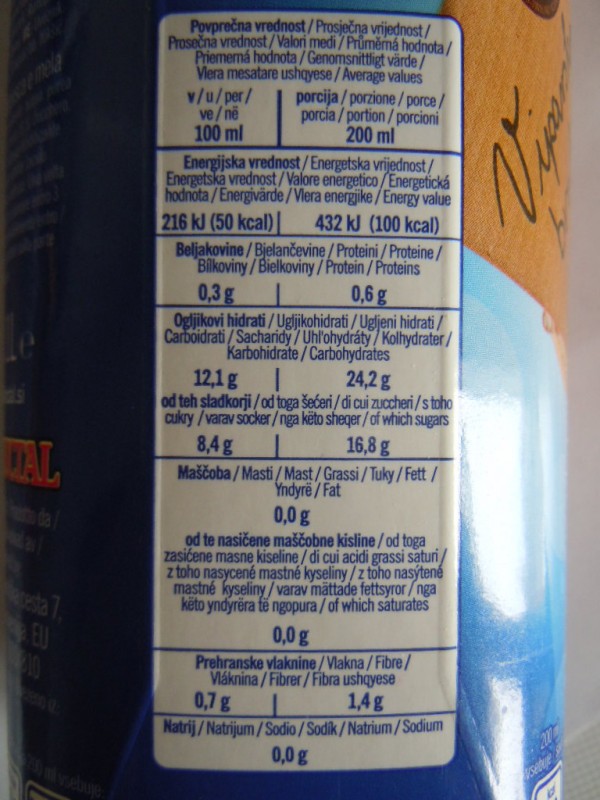 Povprečna vrednost / Prosječna vrijednost /
Prosečna vrednost / Valori medi / Průměrná hodnota /
Priemerná hodnota / Genomsnittligt värde /
Vlera mesatare ushqyese / Average values
v / u / per /
ve / në
100 ml
porcija / porzione / porce /
porcia / portion / porcioni
200 ml
Energijska vrednost / Energetska vrijednost /
Energetska vrednost / Valore energetico / Energetická
hodnota / Energivärde / Vlera energjike / Energy value
216 kJ (50 kcal) 432 kJ (100 kcal)
Beljakovine / Bjelančevine / Proteini / Proteine /
Bílkoviny / Bielkoviny / Protein / Proteins
0,3 g 0,6 g
Ogljikovi hidrati / Ugljikohidrati / Ugljeni hidrati /
Carboidrati / Sacharidy / Uhl'ohydráty / Kolhydrater /
Karbohidrate / Carbohydrates
12,1 g 24,2 g
od teh sladkorji / od toga šećeri / di cui zuccheri / s toho
cukry / varav socker / nga këto sheqer / of which sugars
8,4 g 16,8 g
Maščoba / Masti / Mast / Grassi / Tuky / Fett /
Yndyrë / Fat
0,0 g
od te nasičene maščobne kisline / od toga
zasićene masne kiseline / di cui acidi grassi saturi /
z toho nasycené mastné kyseliny / z toho nasýtené
mastné kyseliny / varav mättade fettsyror / nga
këto yndyrëra të ngopura / of which saturates
0,0 g
Prehranske vlaknine / Vlakna / Fibre /
Vláknina / Fibrer / Fibra ushqyese
0,7 g 1,4 g
Natrij / Natrijum / Sodio / Sodík / Natrium / Sodium
0,0 g
cesta 7,
EU
200 ml vsebuje